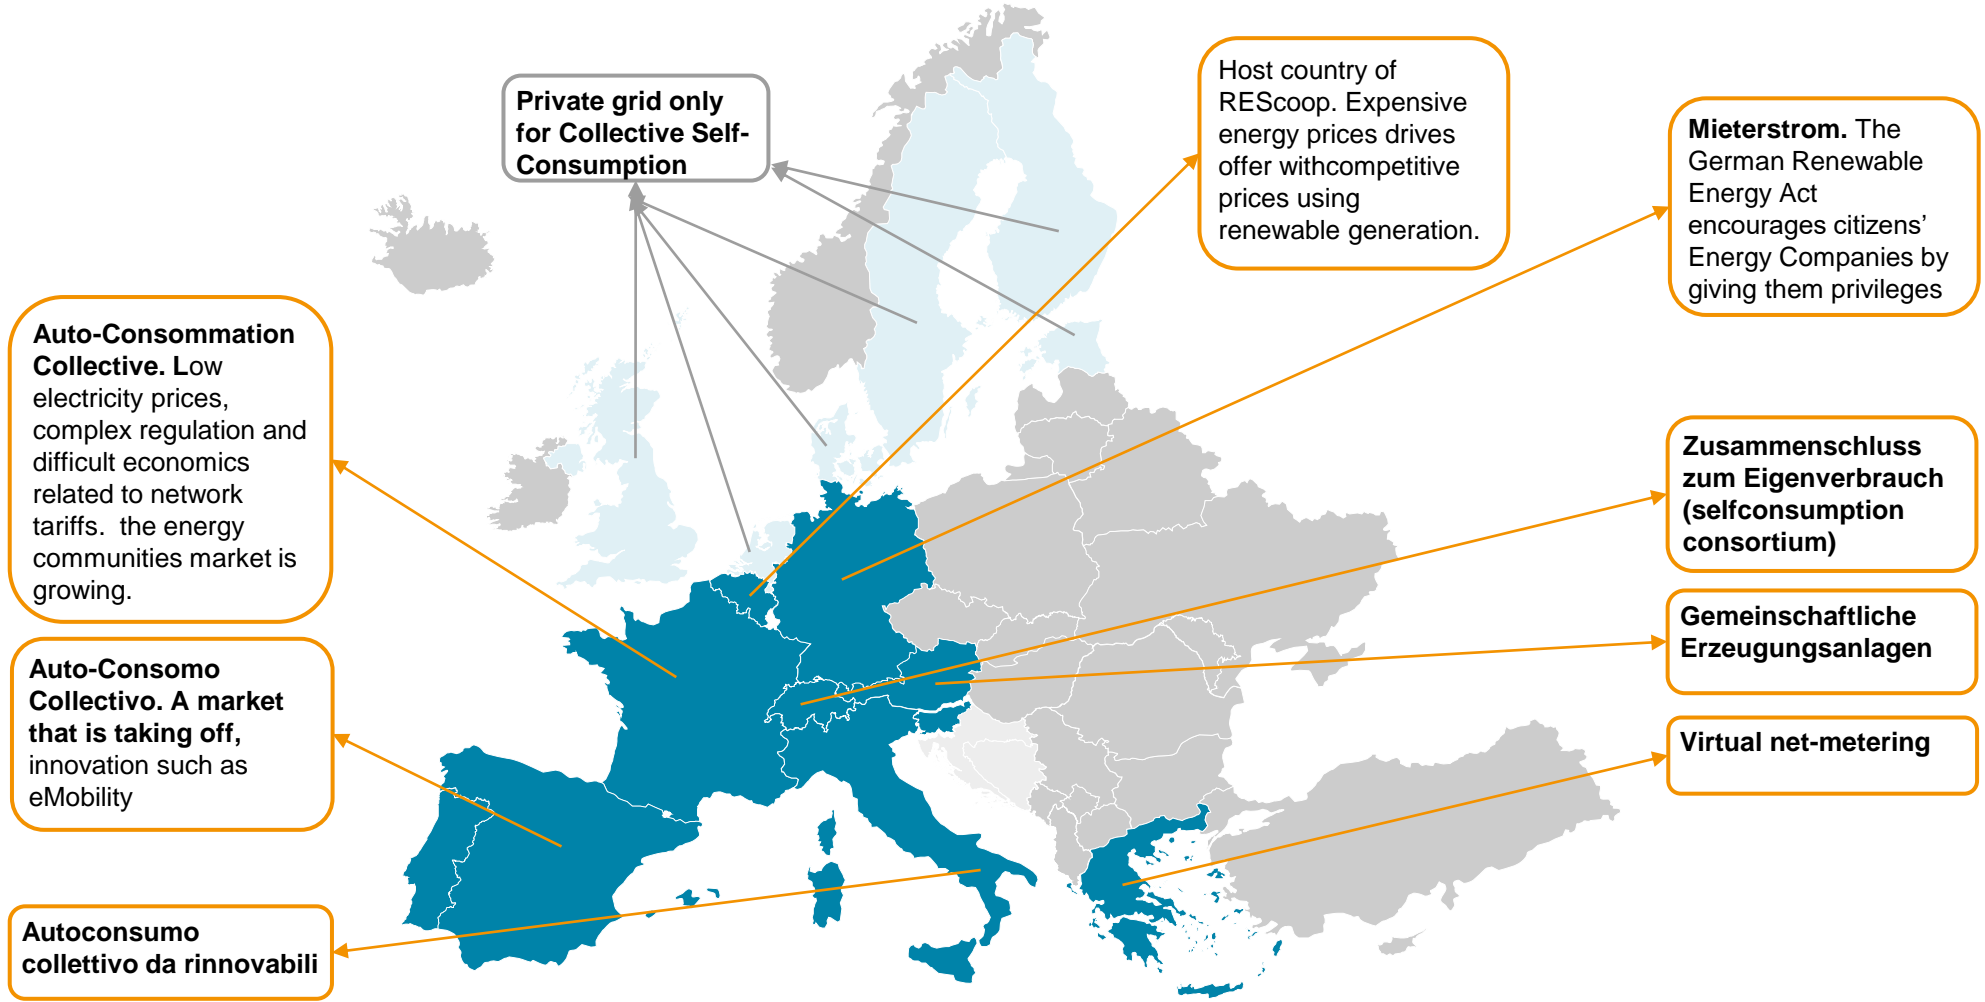 Private grid only
for Collective Self-
Consumption
Host country of
REScoop. Expensive
energy prices drives
offer withcompetitive
prices using
renewable generation.
Mieterstrom. The
German Renewable
Energy Act
encourages citizens’
Energy Companies by
giving them privileges
Auto-Consommation
Collective. Low
electricity prices,
complex regulation and
difficult economics
related to network
tariffs.  the energy
communities market is
growing.
Zusammenschluss
zum Eigenverbrauch
(selfconsumption
consortium)
Gemeinschaftliche
Erzeugungsanlagen
Auto-Consomo
Collectivo. A market
that is taking off,
innovation such as
eMobility
Virtual net-metering
Autoconsumo
collettivo da rinnovabili